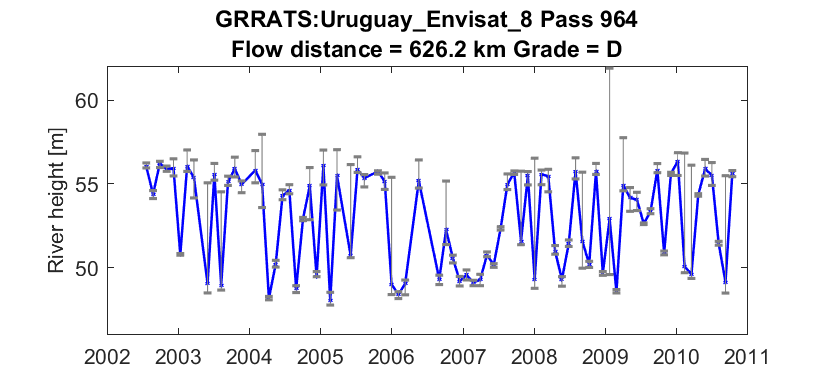 GRRATS:Uruguay_Envisat_8 Pass 964
Flow distance = 626.2 km Grade = D
60
55
50
River height [m]
2002 2003 2004 2005 2006 2007 2008 2009 2010 2011